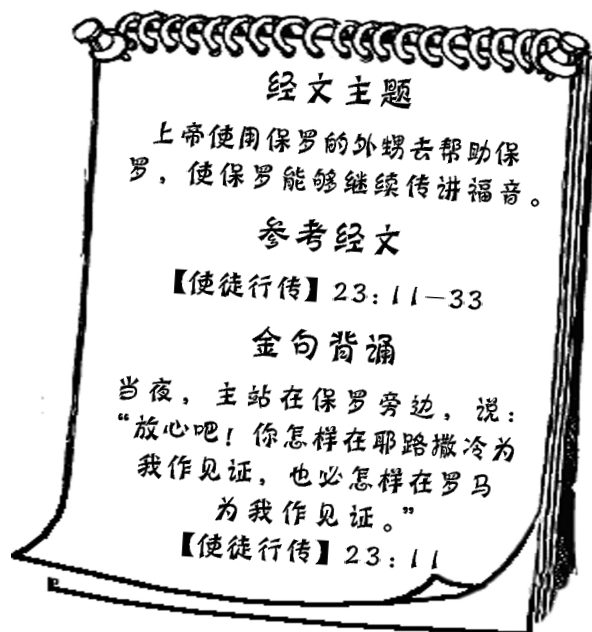 经文主题
上帝使用保罗的外甥去帮助保
罗，使保罗能够继续传讲福音。
参考经文
【使徒行传】23：11-33
金句背诵
当夜，主站在保罗旁边，说：
“放心吧！你怎样在耶路撒冷为
我作见证，也必怎样在罗马
为我作见证。”
【使徒行传】23：11